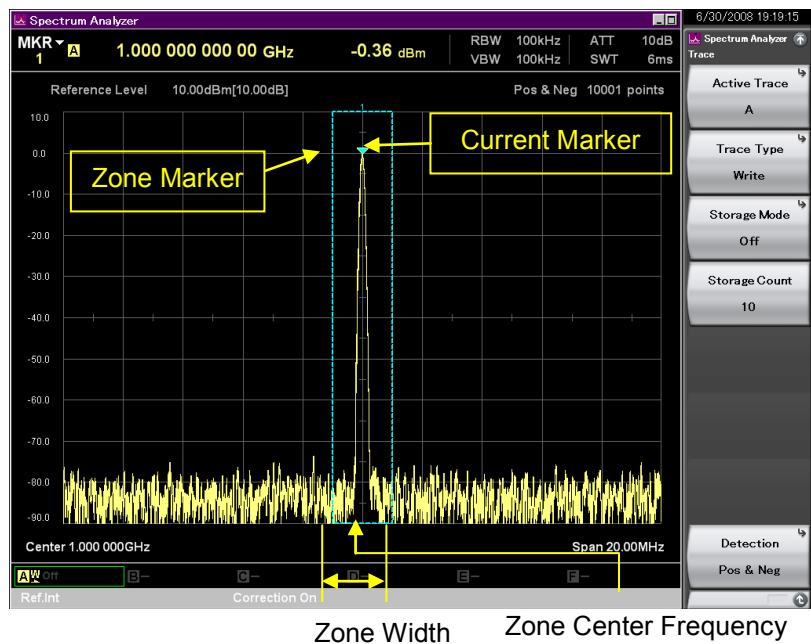 Spectrum Analyzer
6/30/2008 19:19:15
MKR A 1.000 000 000 00 GHz -0.36 dBm RBW 100kHz ATT 10dB
1 VBW 100kHz SWT 6ms
Spectrum Analyzer
Trace
Reference Level 10.00dBm[10.00dB] Pos & Neg 10001 points
Active Trace
A
Trace Type
Write
Storage Mode
Off
Storage Count
10
1
10.0
0.0
-10.0
-20.0
-30.0
-40.0
-50.0
-60.0
-70.0
-80.0
-90.0
Current Marker
Zone Marker
Center 1.000 000GHz Span 20.00MHz
Detection
Pos & Neg
A W Off B- C- D- E- F-
Ref.Int Correction On
Zone Width Zone Center Frequency